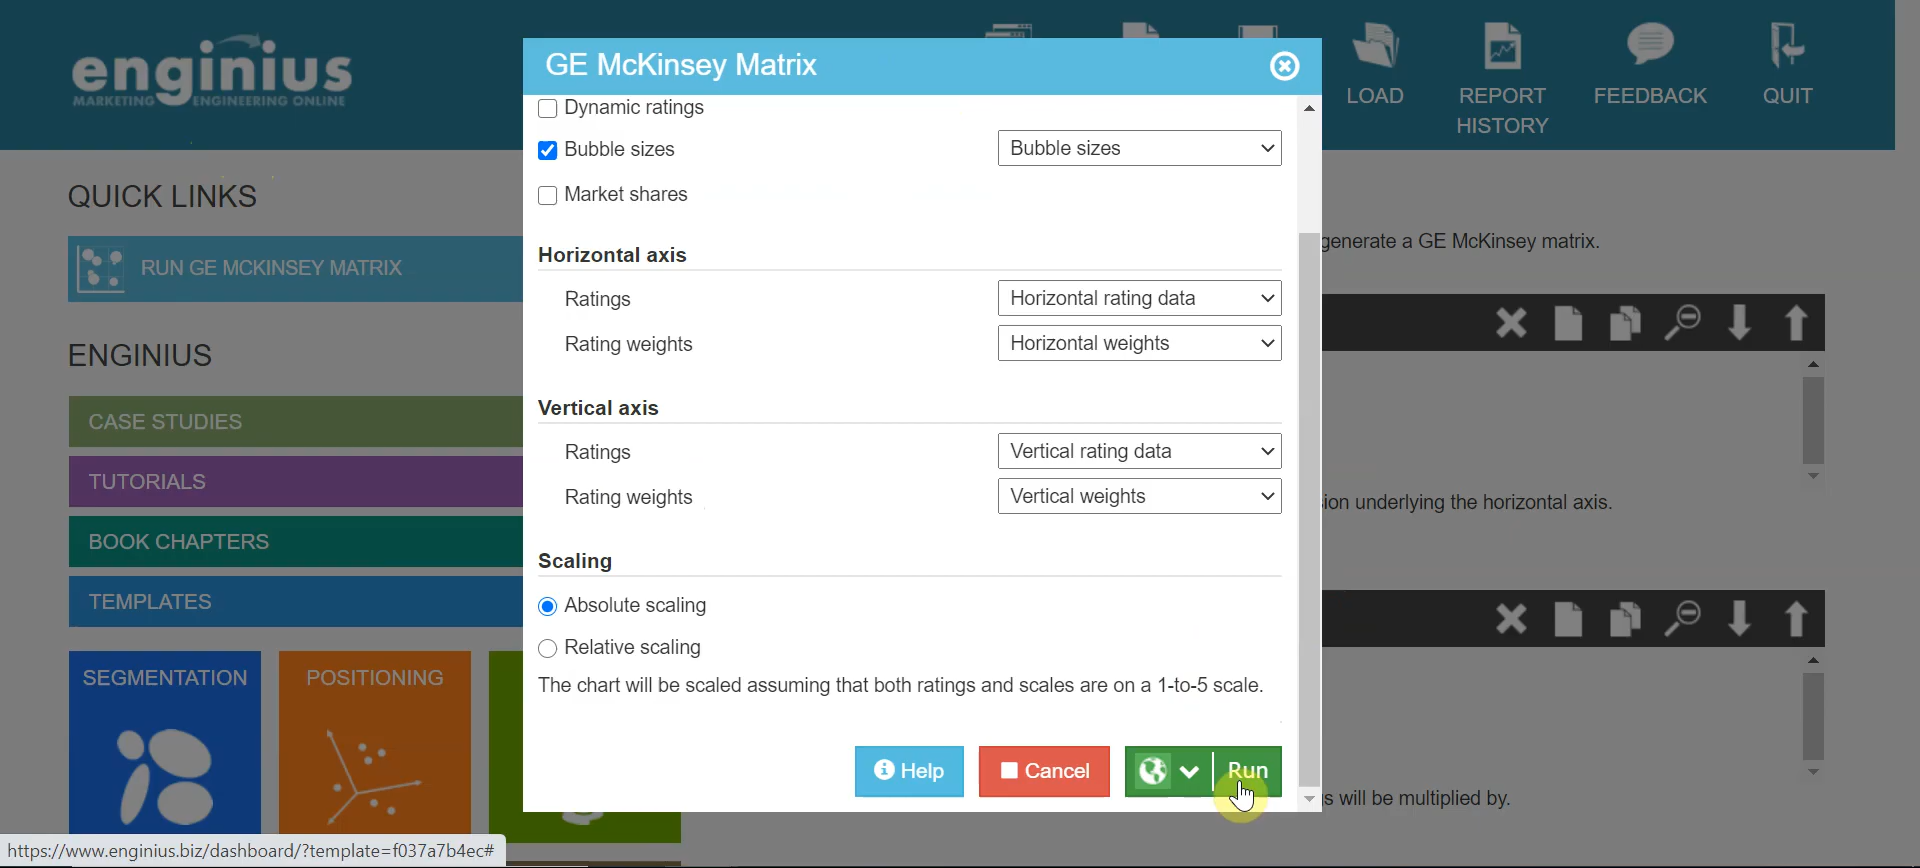 enginius
MARKETING ENGINEERING ONLINE
LOAD
REPORT HISTORY
FEEDBACK
QUIT
QUICK LINKS
RUN GE MCKINSEY MATRIX
ENGINIUS
CASE STUDIES
TUTORIALS
BOOK CHAPTERS
TEMPLATES
SEGMENTATION
POSITIONING
GE McKinsey Matrix
Dynamic ratings
Bubble sizes
Bubble sizes
Market shares
Horizontal axis
Ratings
Horizontal rating data
Rating weights
Horizontal weights
Vertical axis
Ratings
Vertical rating data
Rating weights
Vertical weights
Scaling
Absolute scaling
Relative scaling
The chart will be scaled assuming that both ratings and scales are on a 1-to-5 scale.
Help
Cancel
Run
generate a GE McKinsey matrix.
underlying the horizontal axis.
will be multiplied by.
https://www.enginius.biz/dashboard/?template=f037a7b4ec#